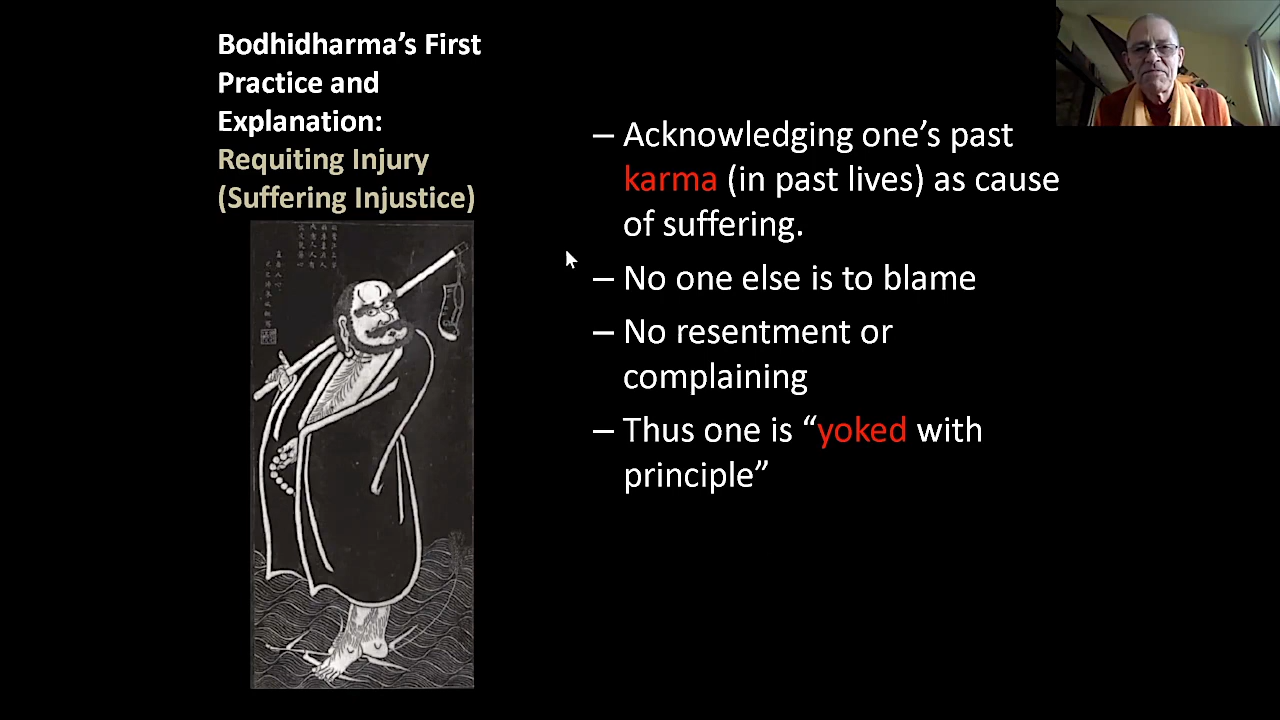 Bodhidharma’s First
Practice and
Explanation:
Requiting Injury
(Suffering Injustice)
– Acknowledging one’s past
karma (in past lives) as cause
of suffering.
– No one else is to blame
– No resentment or
complaining
– Thus one is “yoked with
principle”